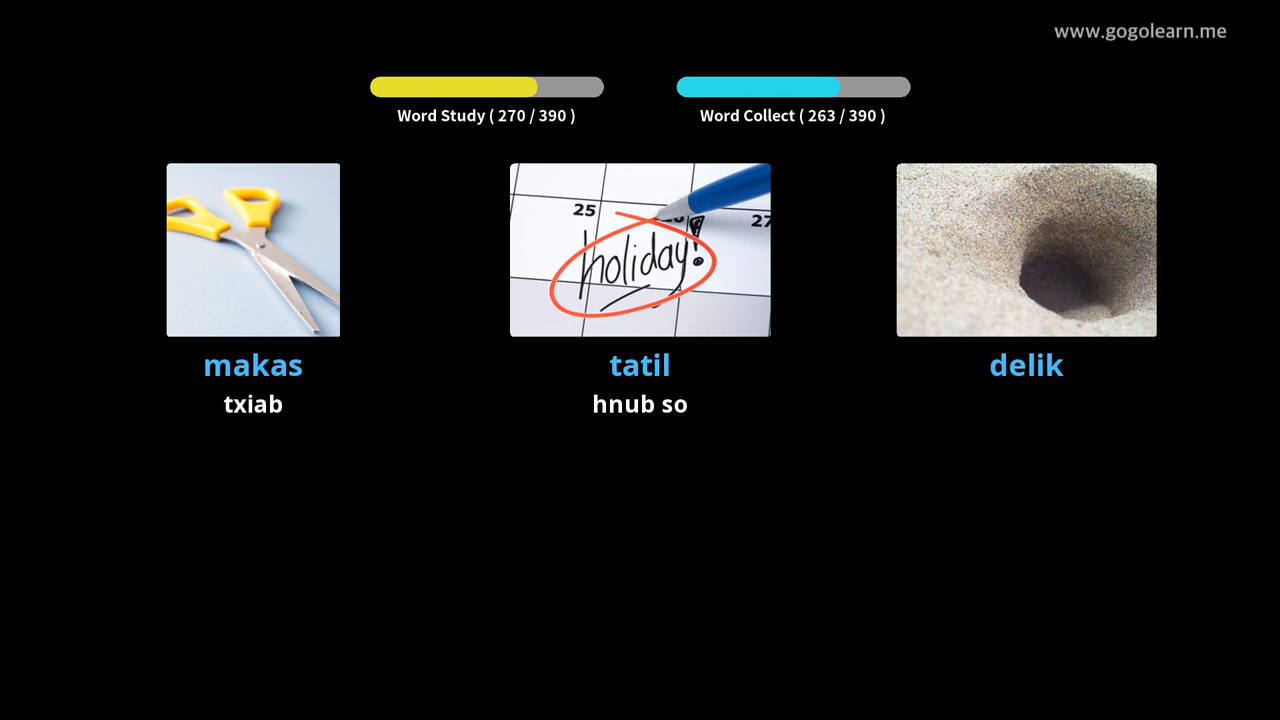 www.gogolearn.me
Word Study ( 270 / 390 )
Word Collect ( 263 / 390 )
25
27
holiday!
makas
tatil
delik
txiab
hnub so